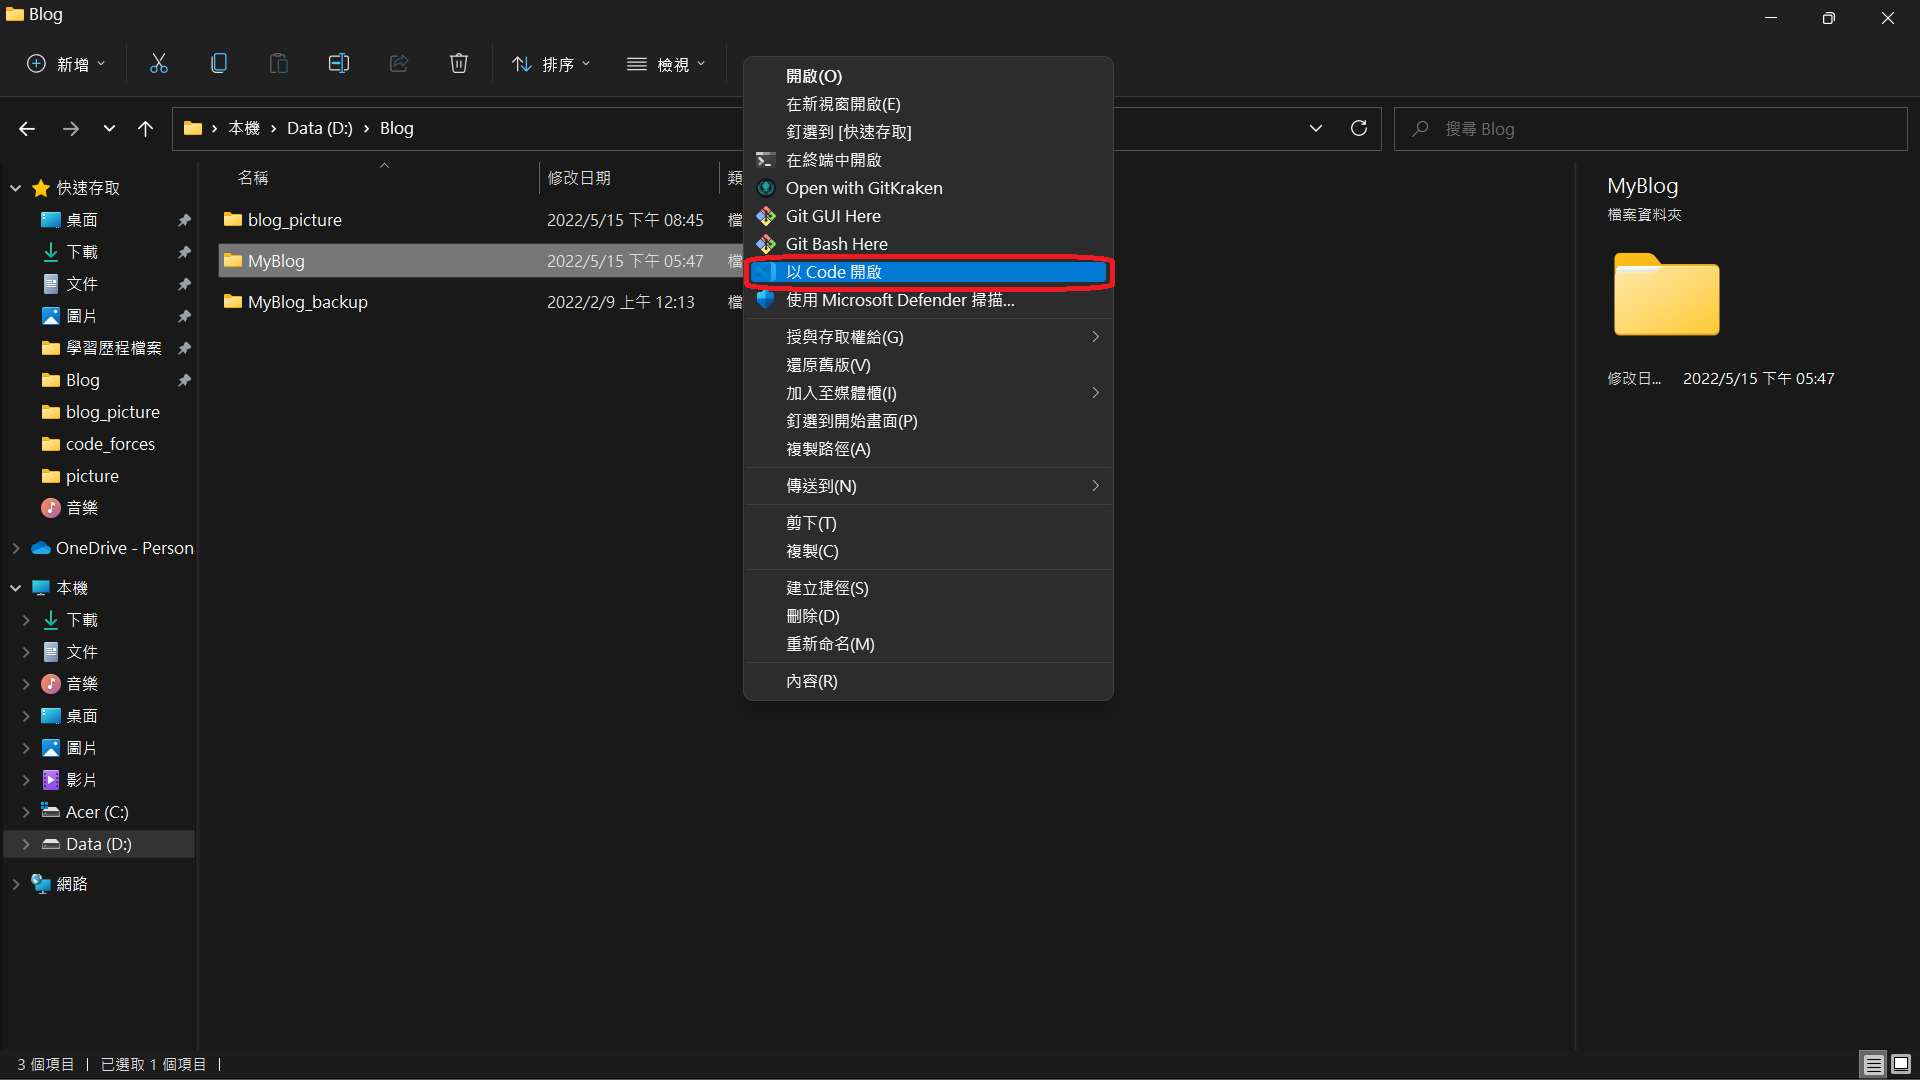 Blog
新增
排序
檢視
本機 Data (D:) Blog
搜尋 Blog
快速存取
桌面
下載
文件
圖片
學習歷程檔案
Blog
blog_picture
code_forces
picture
音樂
OneDrive - Person
本機
下載
文件
音樂
桌面
圖片
影片
Acer (C:)
Data (D:)
網路
名稱 修改日期 類
blog_picture 2022/5/15 下午 08:45 檔
MyBlog 2022/5/15 下午 05:47 檔
MyBlog_backup 2022/2/9 上午 12:13 檔
開啟(O)
在新視窗開啟(E)
釘選到 [快速存取]
在終端中開啟
Open with GitKraken
Git GUI Here
Git Bash Here
以 Code 開啟
使用 Microsoft Defender 掃描...
授與存取權給(G)
還原舊版(V)
加入至媒體櫃(I)
釘選到開始畫面(P)
複製路徑(A)
傳送到(N)
剪下(T)
複製(C)
建立捷徑(S)
刪除(D)
重新命名(M)
內容(R)
MyBlog
檔案資料夾
修改日... 2022/5/15 下午 05:47
3 個項目
已選取 1 個項目